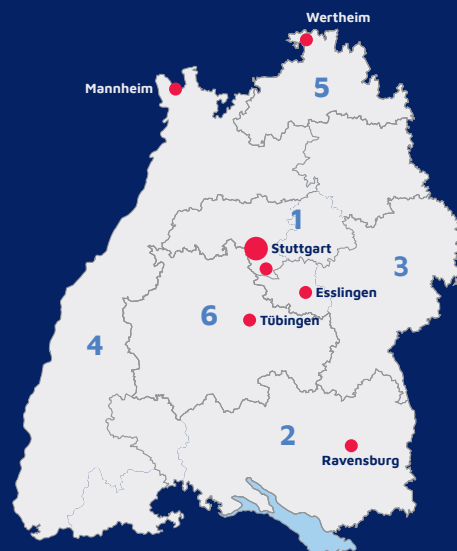 Wertheim
Mannheim
5
1
Stuttgart
3
Esslingen
6
Tübingen
4
2
Ravensburg